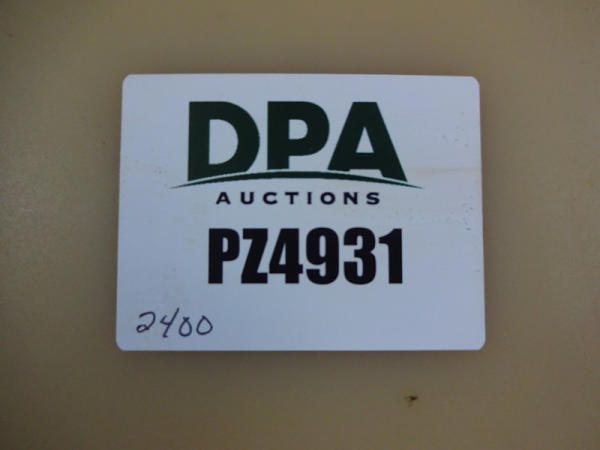 DPA
AUCTIONS
PZ4931
2400